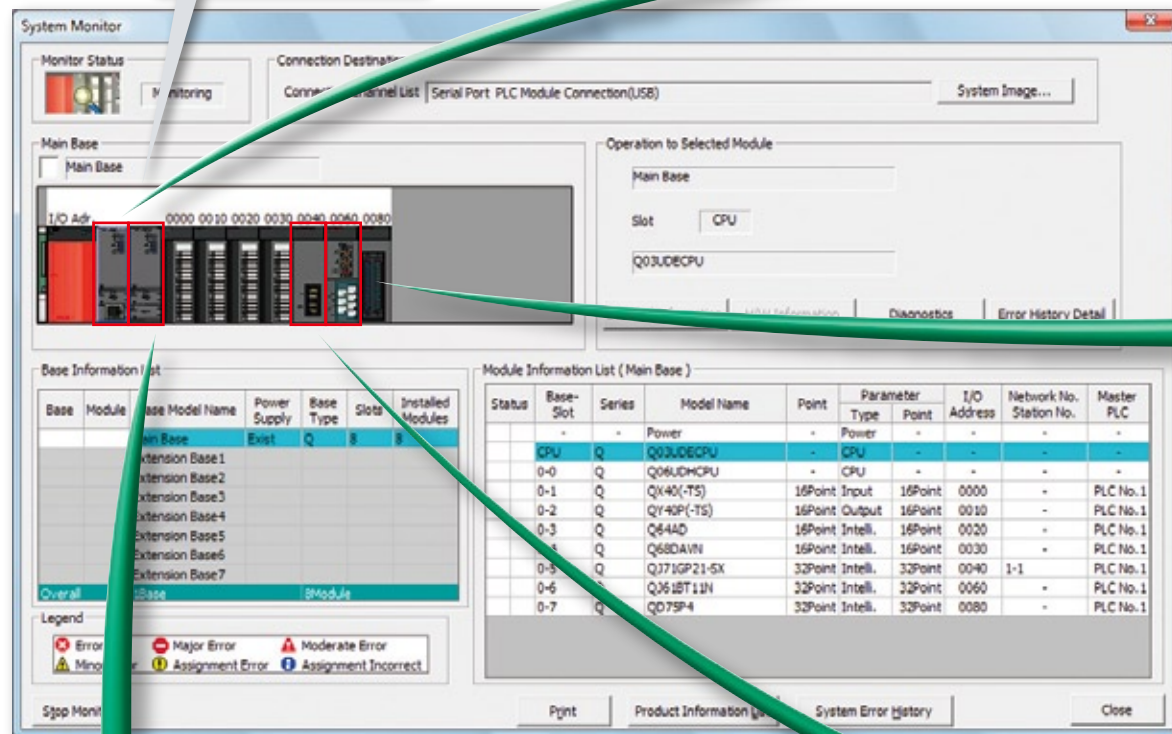 System Monitor
Monitor Status
Monitoring
Connection
Serial Port PLC Module Connection(USB)
System Image...
Main Base
Main Base
I/O Adr. 0000 0010 0020 0030 0040 0060 0080
Operation to Selected Module
Main Base
Slot CPU
Q03UDECPU
Diagnostics Error History Detail
Base Information List
Base Module Base Model Name Power Supply Base Type Slots Installed Modules
Main Base Exist Q 8 8
Extension Base1
Extension Base2
Extension Base3
Extension Base4
Extension Base5
Extension Base6
Extension Base7
Overall 1Base 8Module
Legend
Error Major Error Moderate Error
Assignment Error Assignment Incorrect
Module Information List ( Main Base )
Status Base-Slot Series Model Name Point Parameter Type Point I/O Address Network No. Station No. Master PLC
- - Power - Power - - - -
CPU Q Q03UDECPU - CPU - - - -
0-0 Q Q06UDHCPU - CPU - - - -
0-1 Q QX40(-TS) 16Point Input 16Point 0000 - PLC No.1
0-2 Q QY40P(-TS) 16Point Output 16Point 0010 - PLC No.1
0-3 Q Q64AD 16Point Intelli. 16Point 0020 - PLC No.1
Q Q68DAVN 16Point Intelli. 16Point 0030 - PLC No.1
0-5 Q QJ71GP21-SX 32Point Intelli. 32Point 0040 1-1 PLC No.1
0-6 QJ61BT11N 32Point Intelli. 32Point 0060 - PLC No.1
0-7 Q QD75P4 32Point Intelli. 32Point 0080 - PLC No.1
Stop
Print
Product Information
System Error History
Close